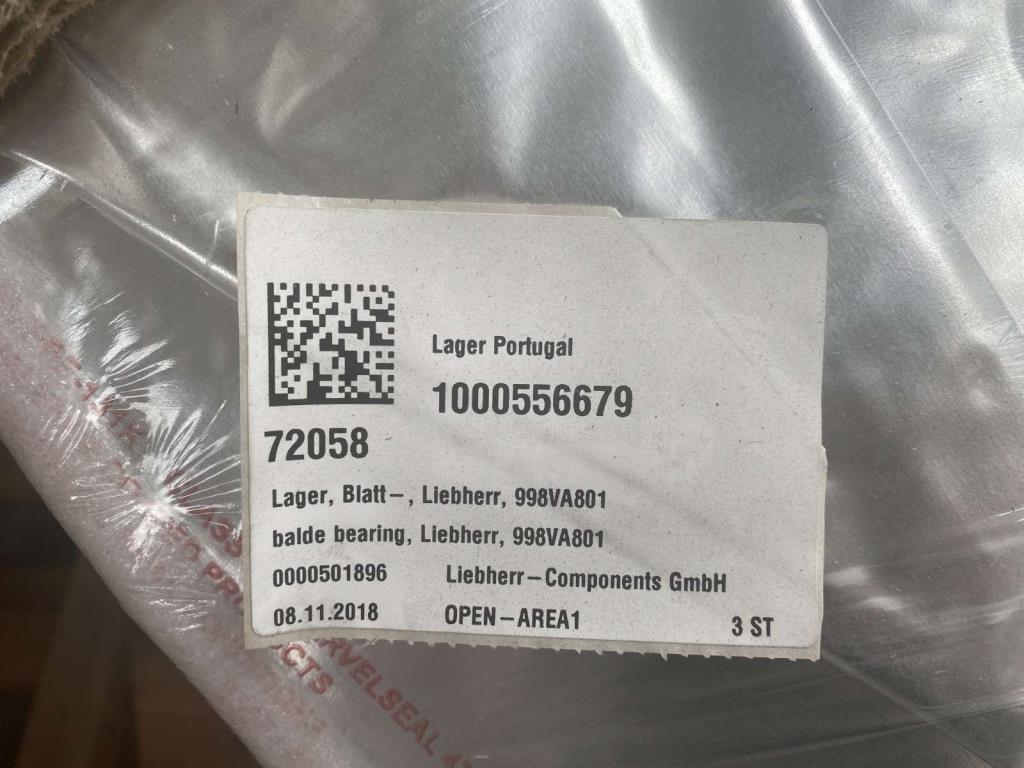 Lager Portugal
1000556679
72058
Lager, Blatt-, Liebherr, 998VA801
balde bearing, Liebherr, 998VA801
0000501896 Liebherr-Components GmbH
08.11.2018 OPEN-AREA1 3 ST